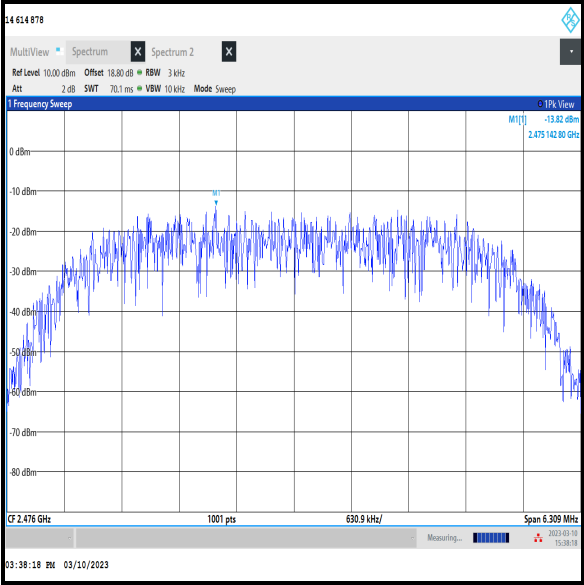 14 614 878
MultiView Spectrum X Spectrum 2 X
Ref Level 10.00 dBm Offset 18.80 dB RBW 3 kHz
Att 2 dB SWT 70.1 ms VBW 10 kHz Mode Sweep
1 Frequency Sweep 1Pk View
M1[1] -13.82 dBm
2.475 142 80 GHz
0 dBm
-10 dBm
M1
-20 dBm
-30 dBm
-40 dBm
-50 dBm
-60 dBm
-70 dBm
-80 dBm
CF 2.476 GHz 1001 pts 630.9 kHz/ Span 6.309 MHz
Measuring... 2023-03-10
15:38:18
03:38:18 PM 03/10/2023